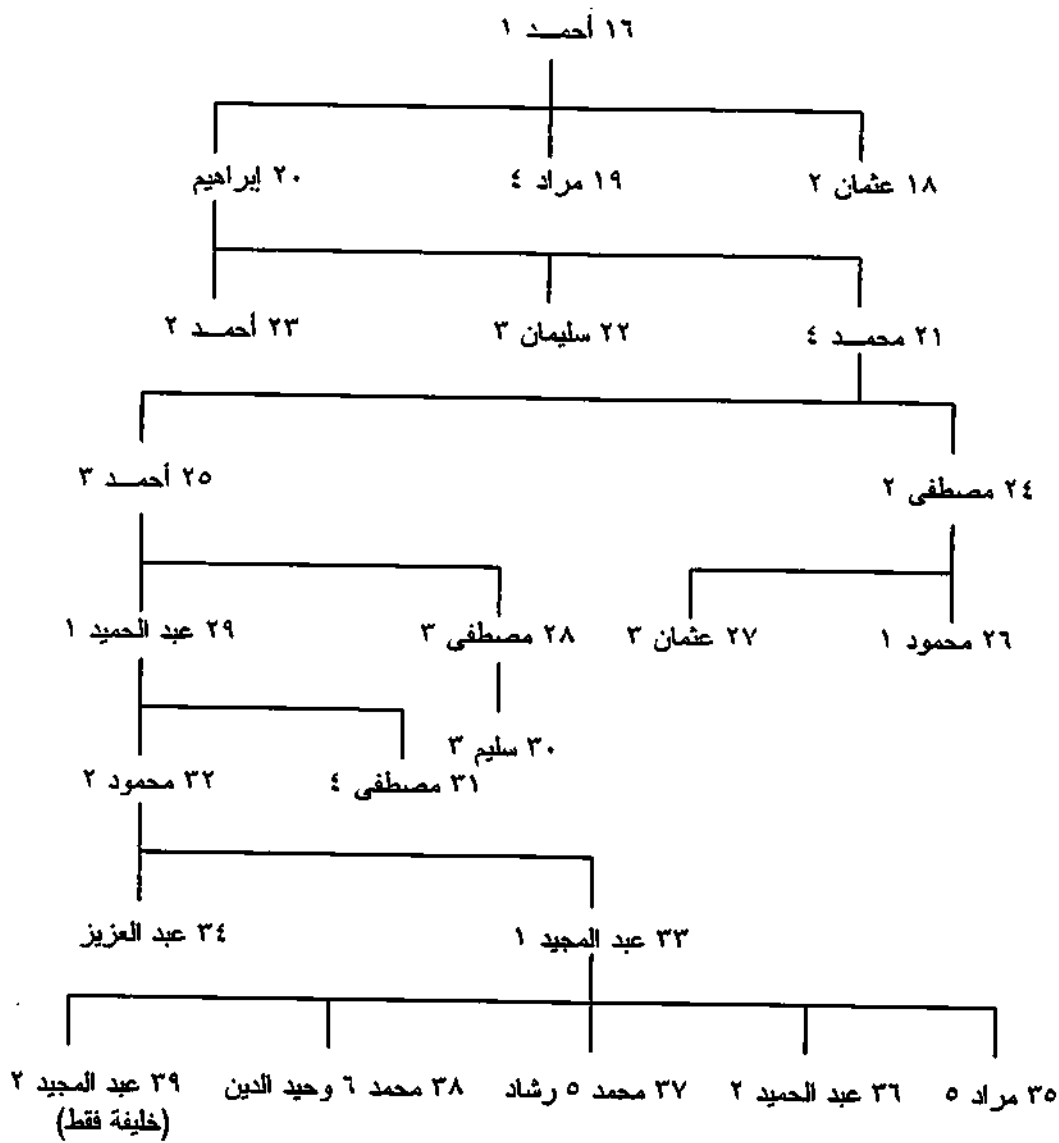 ١٦ أحمد ١
١٨ عثمان ٢ ١٩ مراد ٤ ٢٠ إبراهيم
٢١ محمد ٤ ٢٢ سليمان ٣ ٢٣ أحمد ٢
٢٤ مصطفى ٢ ٢٥ أحمد ٣
٢٦ محمود ١ ٢٧ عثمان ٣ ٢٨ مصطفى ٣ ٢٩ عبد الحميد ١
٣٠ سليم ٣
٣١ مصطفى ٤ ٣٢ محمود ٢
٣٣ عبد المجيد ١ ٣٤ عبد العزيز
٣٥ مراد ٥ ٣٦ عبد الحميد ٢ ٣٧ محمد ٥ رشاد ٣٨ محمد ٦ وحيد الدين ٣٩ عبد المجيد ٢
(خليفة فقط)